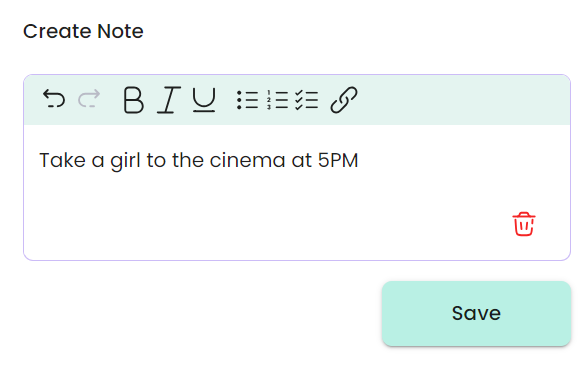 Create Note
Take a girl to the cinema at 5PM
Save